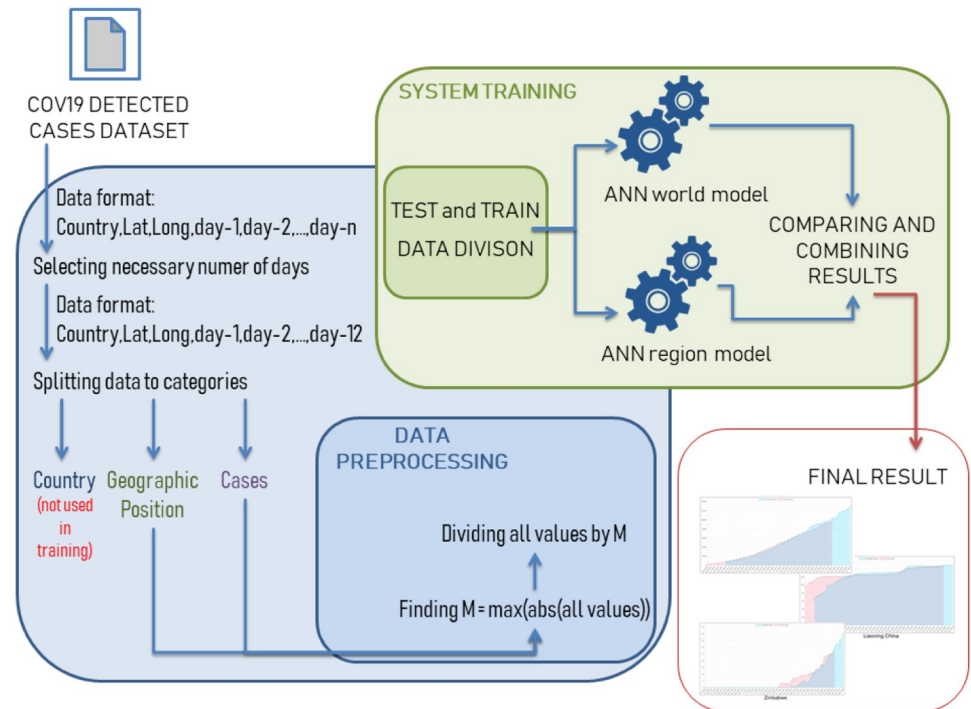 COV19 DETECTED
CASES DATASET
Data format:
Country,Lat,Long,day-1,day-2,...,day-n
Selecting necessary numer of days
Data format:
Country,Lat,Long,day-1,day-2,...,day-12
Splitting data to categories
Country
(not used
in
training)
Geographic
Position
Cases
DATA
PREPROCESSING
Dividing all values by M
Finding M = max(abs(all values))
SYSTEM TRAINING
TEST and TRAIN
DATA DIVISON
ANN world model
ANN region model
COMPARING AND
COMBINING
RESULTS
FINAL RESULT
Liaoning China
Zimbabwe